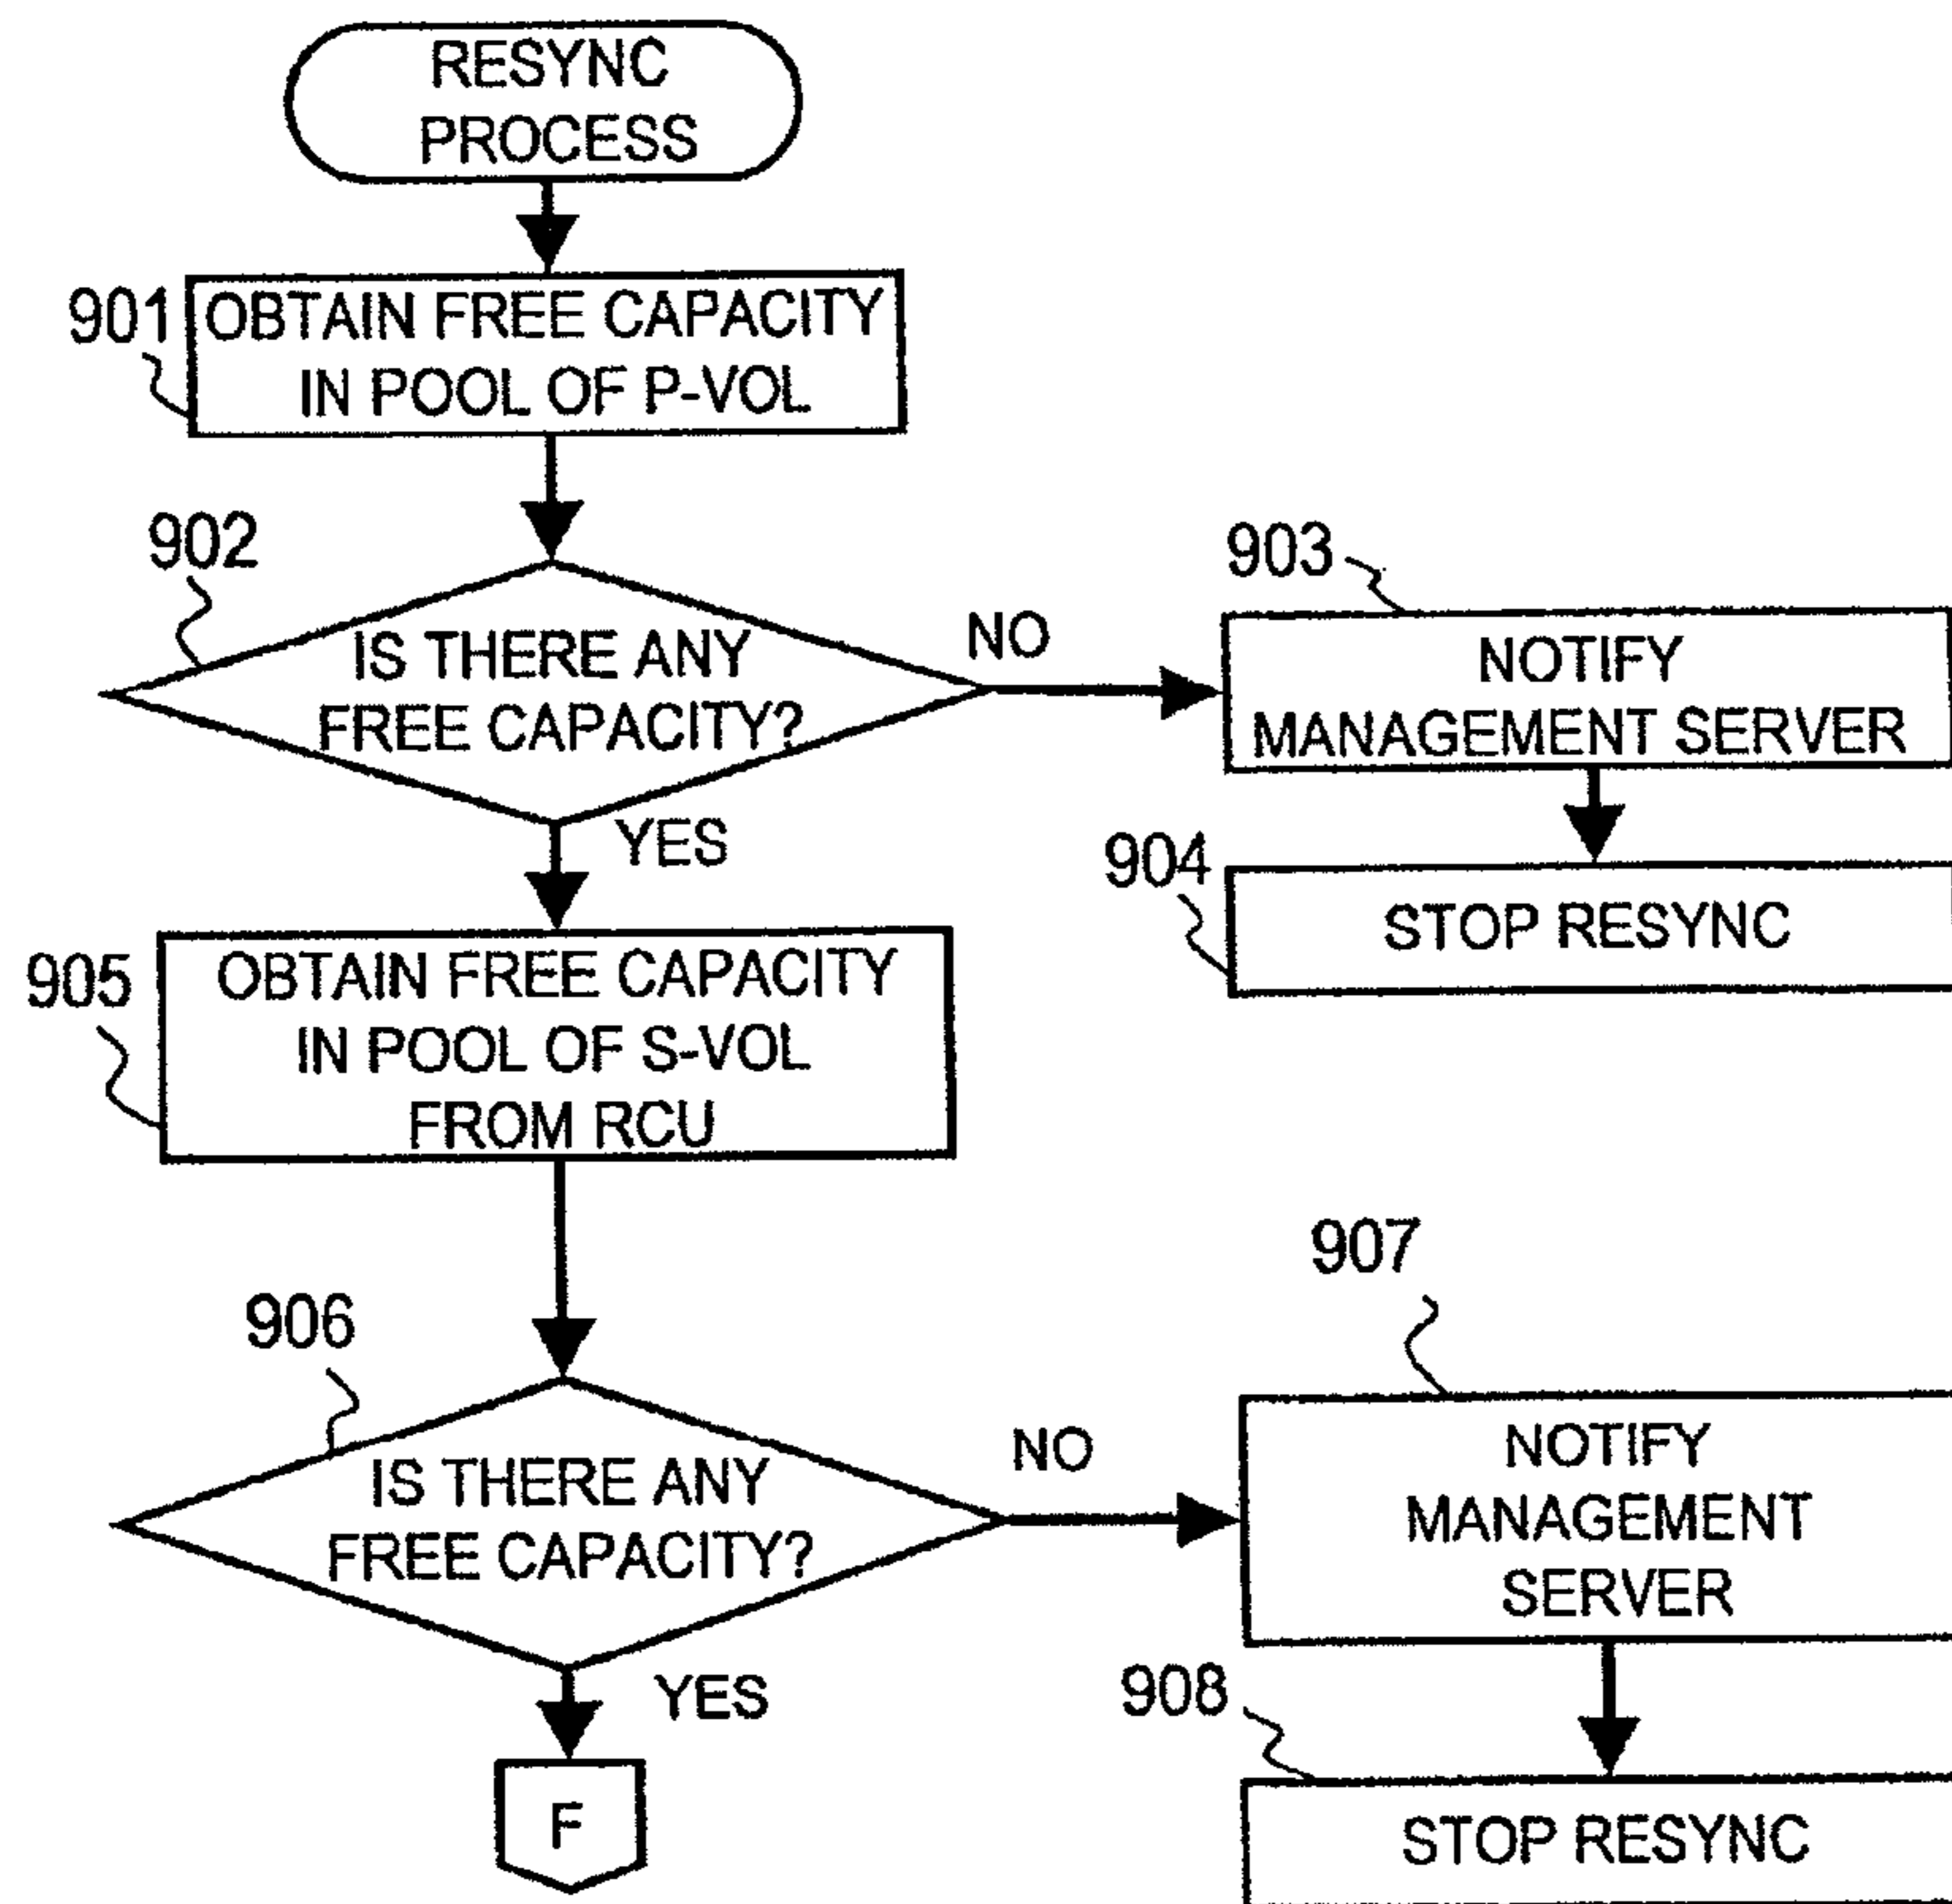 RESYNC
PROCESS
901
OBTAIN FREE CAPACITY
IN POOL OF P-VOL
902
IS THERE ANY
FREE CAPACITY?
NO
903
NOTIFY
MANAGEMENT SERVER
904
STOP RESYNC
YES
905
OBTAIN FREE CAPACITY
IN POOL OF S-VOL
FROM RCU
906
IS THERE ANY
FREE CAPACITY?
NO
907
NOTIFY
MANAGEMENT
SERVER
908
STOP RESYNC
YES
F